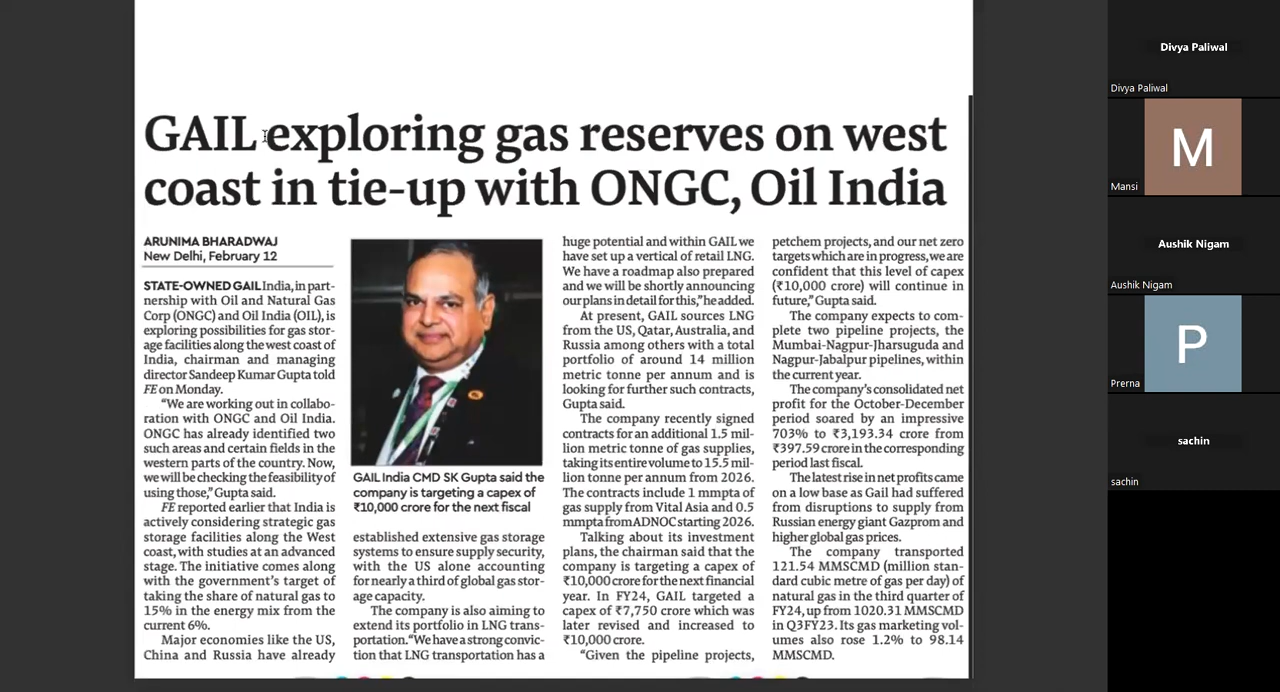 GAIL exploring gas reserves on west
coast in tie-up with ONGC, Oil India
ARUNIMA BHARADWAJ
New Delhi, February 12
STATE-OWNED GAIL India, in part-
nership with Oil and Natural Gas
Corp (ONGC) and Oil India (OIL), is
exploring possibilities for gas stor-
age facilities along the west coast of
India, chairman and managing
director Sandeep Kumar Gupta told
FE on Monday.
“We are working out in collabo-
ration with ONGC and Oil India.
ONGC has already identified two
such areas and certain fields in the
western parts of the country. Now,
we will be checking the feasibility of
using those,” Gupta said.
FE reported earlier that India is
actively considering strategic gas
storage facilities along the West
coast, with studies at an advanced
stage. The initiative comes along
with the government’s target of
taking the share of natural gas to
15% in the energy mix from the
current 6%.
Major economies like the US,
China and Russia have already
GAIL India CMD SK Gupta said the
company is targeting a capex of
₹10,000 crore for the next fiscal
established extensive gas storage
systems to ensure supply security,
with the US alone accounting
for nearly a third of global gas stor-
age capacity.
The company is also aiming to
extend its portfolio in LNG trans-
portation. “We have a strong convic-
tion that LNG transportation has a
huge potential and within GAIL we
have set up a vertical of retail LNG.
We have a roadmap also prepared
and we will be shortly announcing
our plans in detail for this,” he added.
At present, GAIL sources LNG
from the US, Qatar, Australia, and
Russia among others with a total
portfolio of around 14 million
metric tonne per annum and is
looking for further such contracts,
Gupta said.
The company recently signed
contracts for an additional 1.5 mil-
lion metric tonne of gas supplies,
taking its entire volume to 15.5 mil-
lion tonne per annum from 2026.
The contracts include 1 mmpta of
gas supply from Vital Asia and 0.5
mmpta from ADNOC starting 2026.
Talking about its investment
plans, the chairman said that the
company is targeting a capex of
₹10,000 crore for the next financial
year. In FY24, GAIL targeted a
capex of ₹7,750 crore which was
later revised and increased to
₹10,000 crore.
“Given the pipeline projects,
petchem projects, and our net zero
targets which are in progress, we are
confident that this level of capex
(₹10,000 crore) will continue in
future,” Gupta said.
The company expects to com-
plete two pipeline projects, the
Mumbai-Nagpur-Jharsuguda and
Nagpur-Jabalpur pipelines, within
the current year.
The company’s consolidated net
profit for the October-December
period soared by an impressive
703% to ₹3,193.34 crore from
₹397.59 crore in the corresponding
period last fiscal.
The latest rise in net profits came
on a low base as Gail had suffered
from disruptions to supply from
Russian energy giant Gazprom and
higher global gas prices.
The company transported
121.54 MMSCMD (million stan-
dard cubic metre of gas per day) of
natural gas in the third quarter of
FY24, up from 1020.31 MMSCMD
in Q3FY23. Its gas marketing vol-
umes also rose 1.2% to 98.14
MMSCMD.
Divya Paliwal
Divya Paliwal
M
Mansi
Aushik Nigam
Aushik Nigam
P
Prerna
sachin
sachin